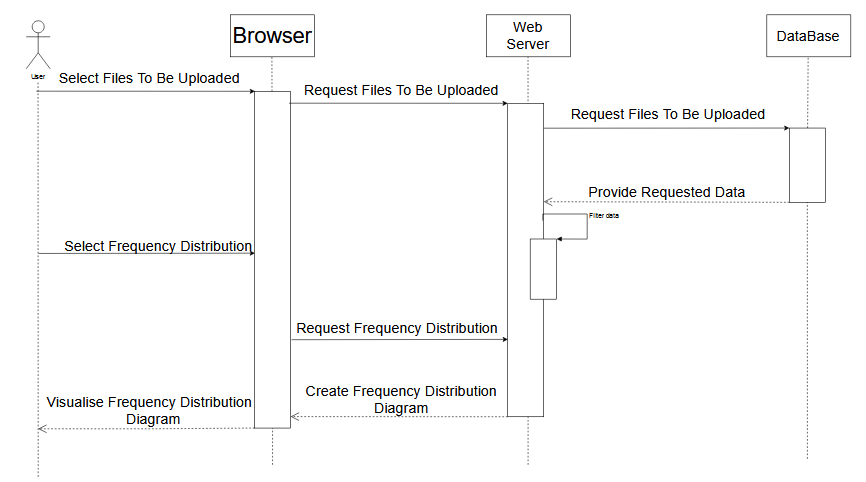 Browser
Web
Server
DataBase
User
Select Files To Be Uploaded
Request Files To Be Uploaded
Request Files To Be Uploaded
Provide Requested Data
Filter data
Select Frequency Distribution
Request Frequency Distribution
Create Frequency Distribution
Diagram
Visualise Frequency Distribution
Diagram